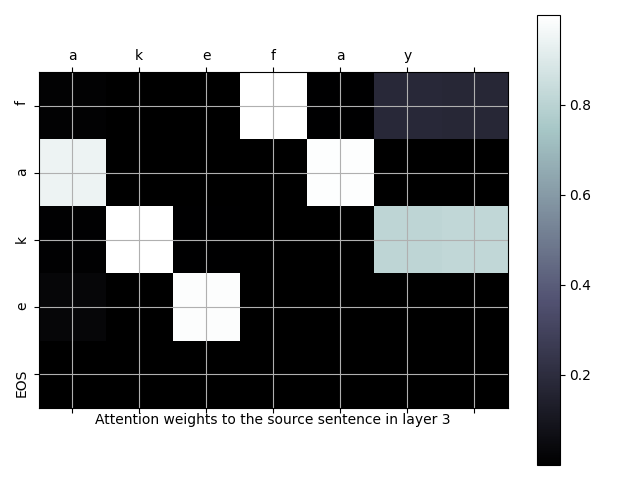 a k e f a y
f
a
k
e
EOS
0.8
0.6
0.4
0.2
Attention weights to the source sentence in layer 3